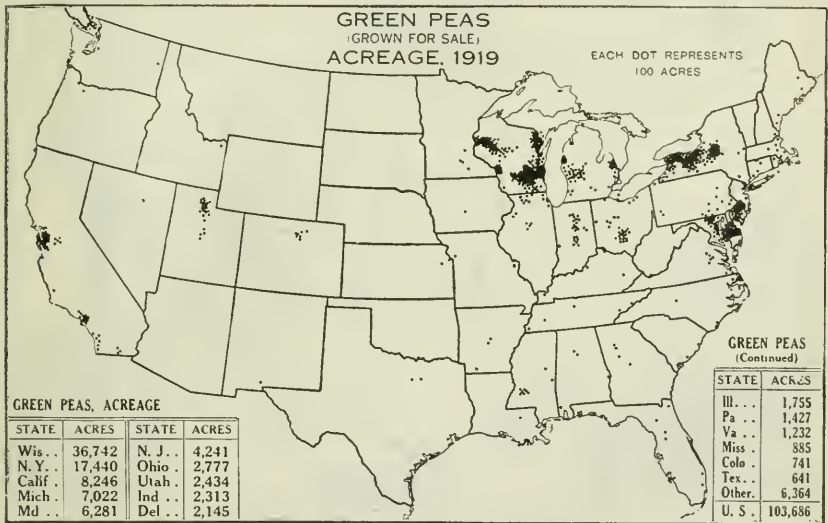 GREEN PEAS
(GROWN FOR SALE)
ACREAGE, 1919
EACH DOT REPRESENTS
100 ACRES
GREEN PEAS, ACREAGE
STATE ACRES STATE ACRES
Wis . . 36,742 N. J . . 4,241
N. Y. . 17,440 Ohio . 2,777
Calif . 8,246 Utah . 2,434
Mich . 7,022 Ind . . 2,313
Md . . 6,281 Del . . 2,145
GREEN PEAS
(Continued)
STATE ACRES
Ill. . . 1,755
Pa . . . 1,427
Va . . . 1,232
Miss . 885
Colo . 741
Tex. . . 641
Other. 6,364
U. S . 103,686